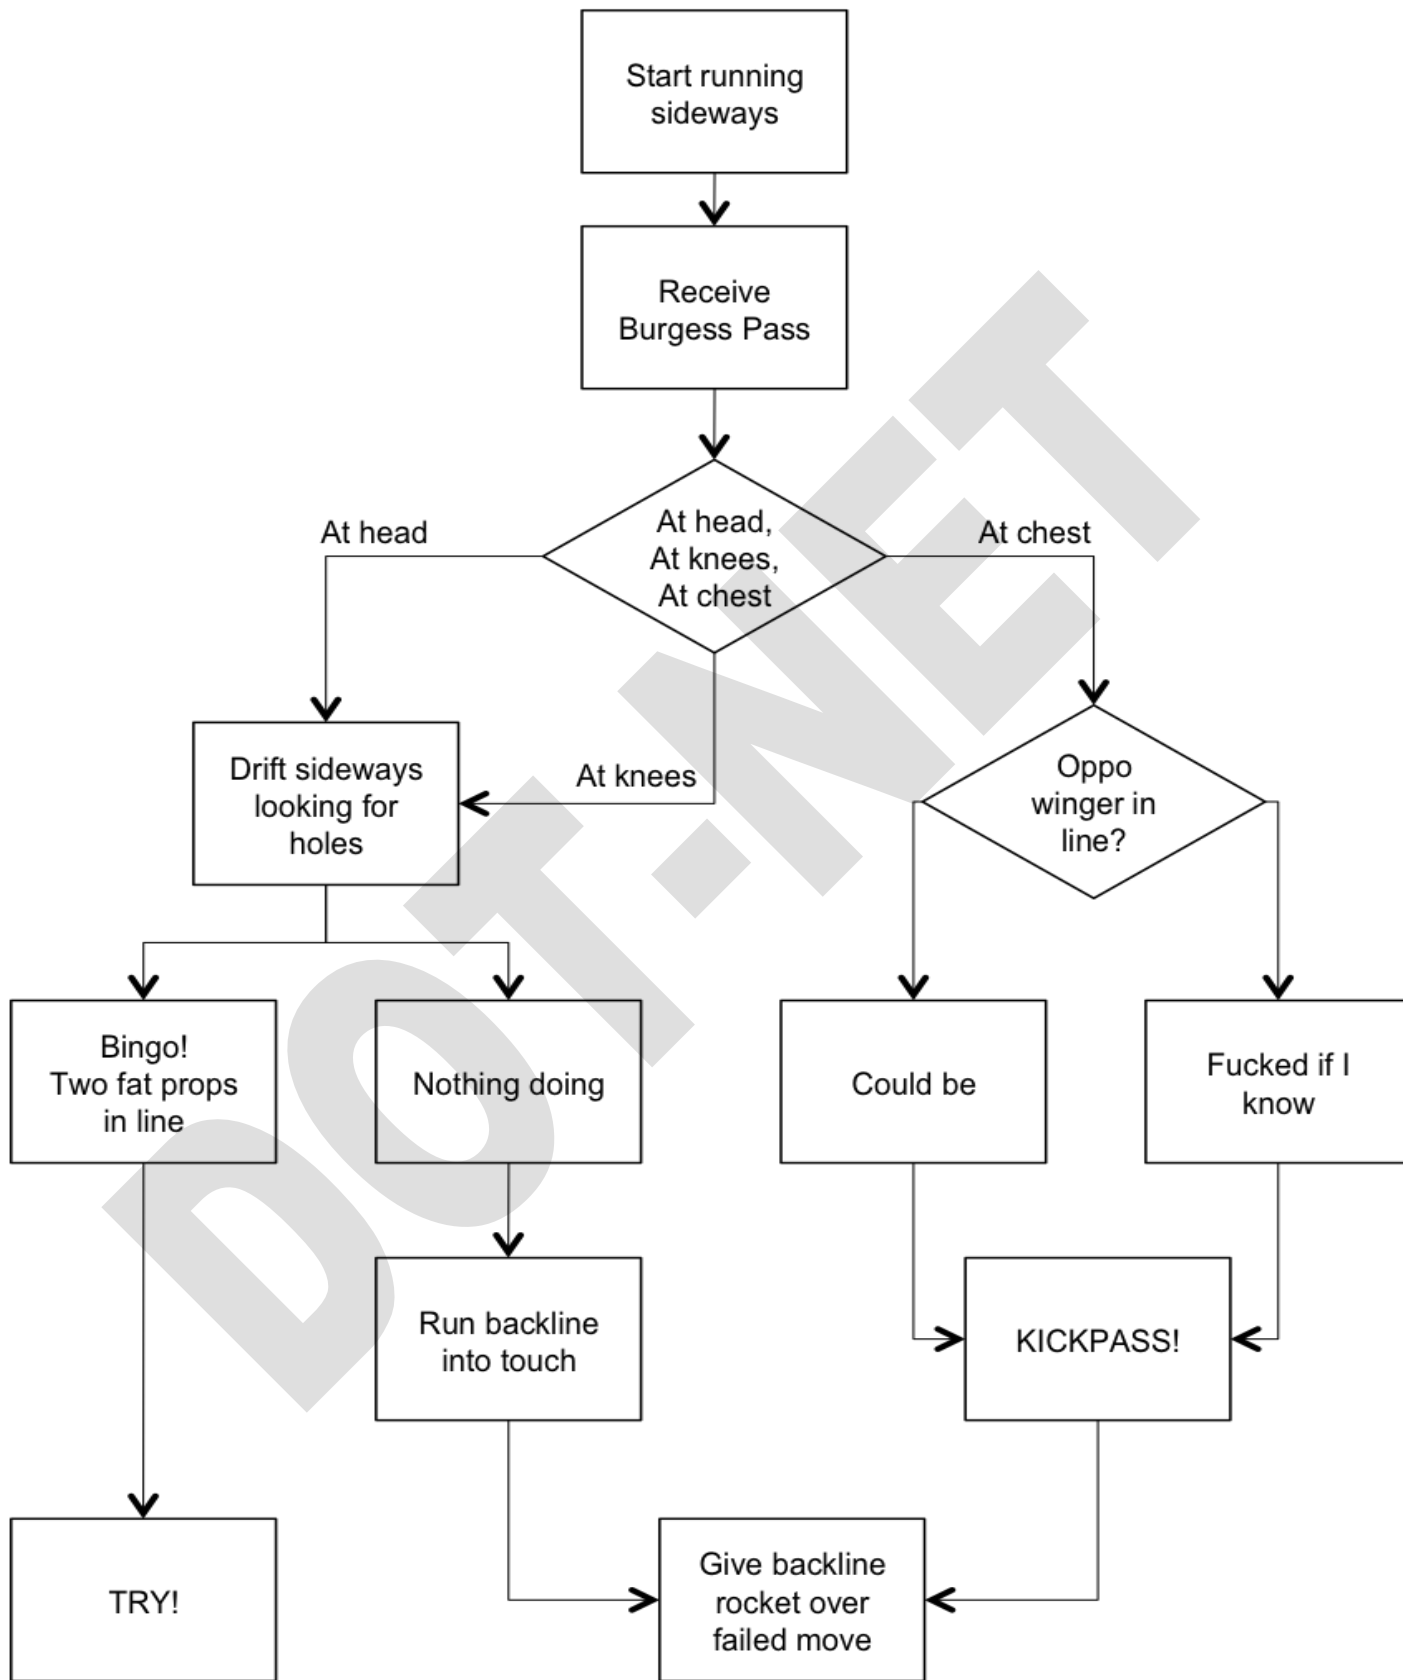 Start running
sideways
Receive
Burgess Pass
At head,
At knees,
At chest
At head
At chest
At knees
Drift sideways
looking for
holes
Oppo
winger in
line?
Bingo!
Two fat props
in line
Nothing doing
Could be
Fucked if I
know
Run backline
into touch
KICKPASS!
TRY!
Give backline
rocket over
failed move
DOT-NET